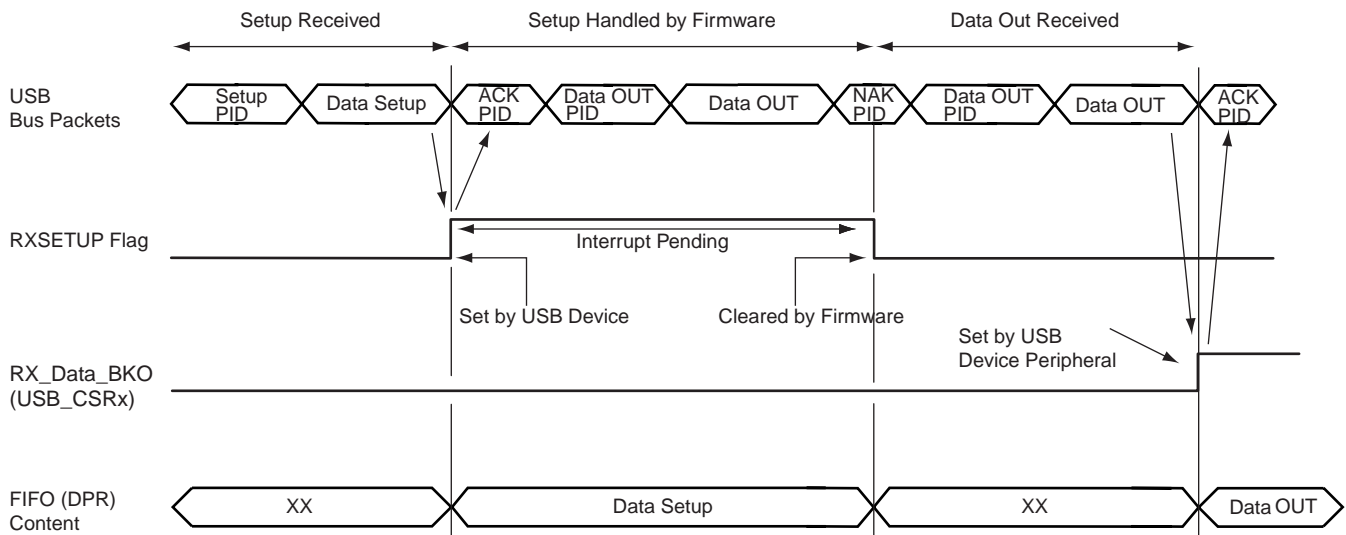 Setup Received
Setup Handled by Firmware
Data Out Received
USB
Bus Packets
Setup
PID
Data Setup
ACK
PID
Data OUT
PID
Data OUT
NAK
PID
Data OUT
PID
Data OUT
ACK
PID
RXSETUP Flag
Interrupt Pending
Set by USB Device
Cleared by Firmware
Set by USB
Device Peripheral
RX_Data_BKO
(USB_CSRx)
FIFO (DPR)
Content
XX
Data Setup
XX
Data OUT